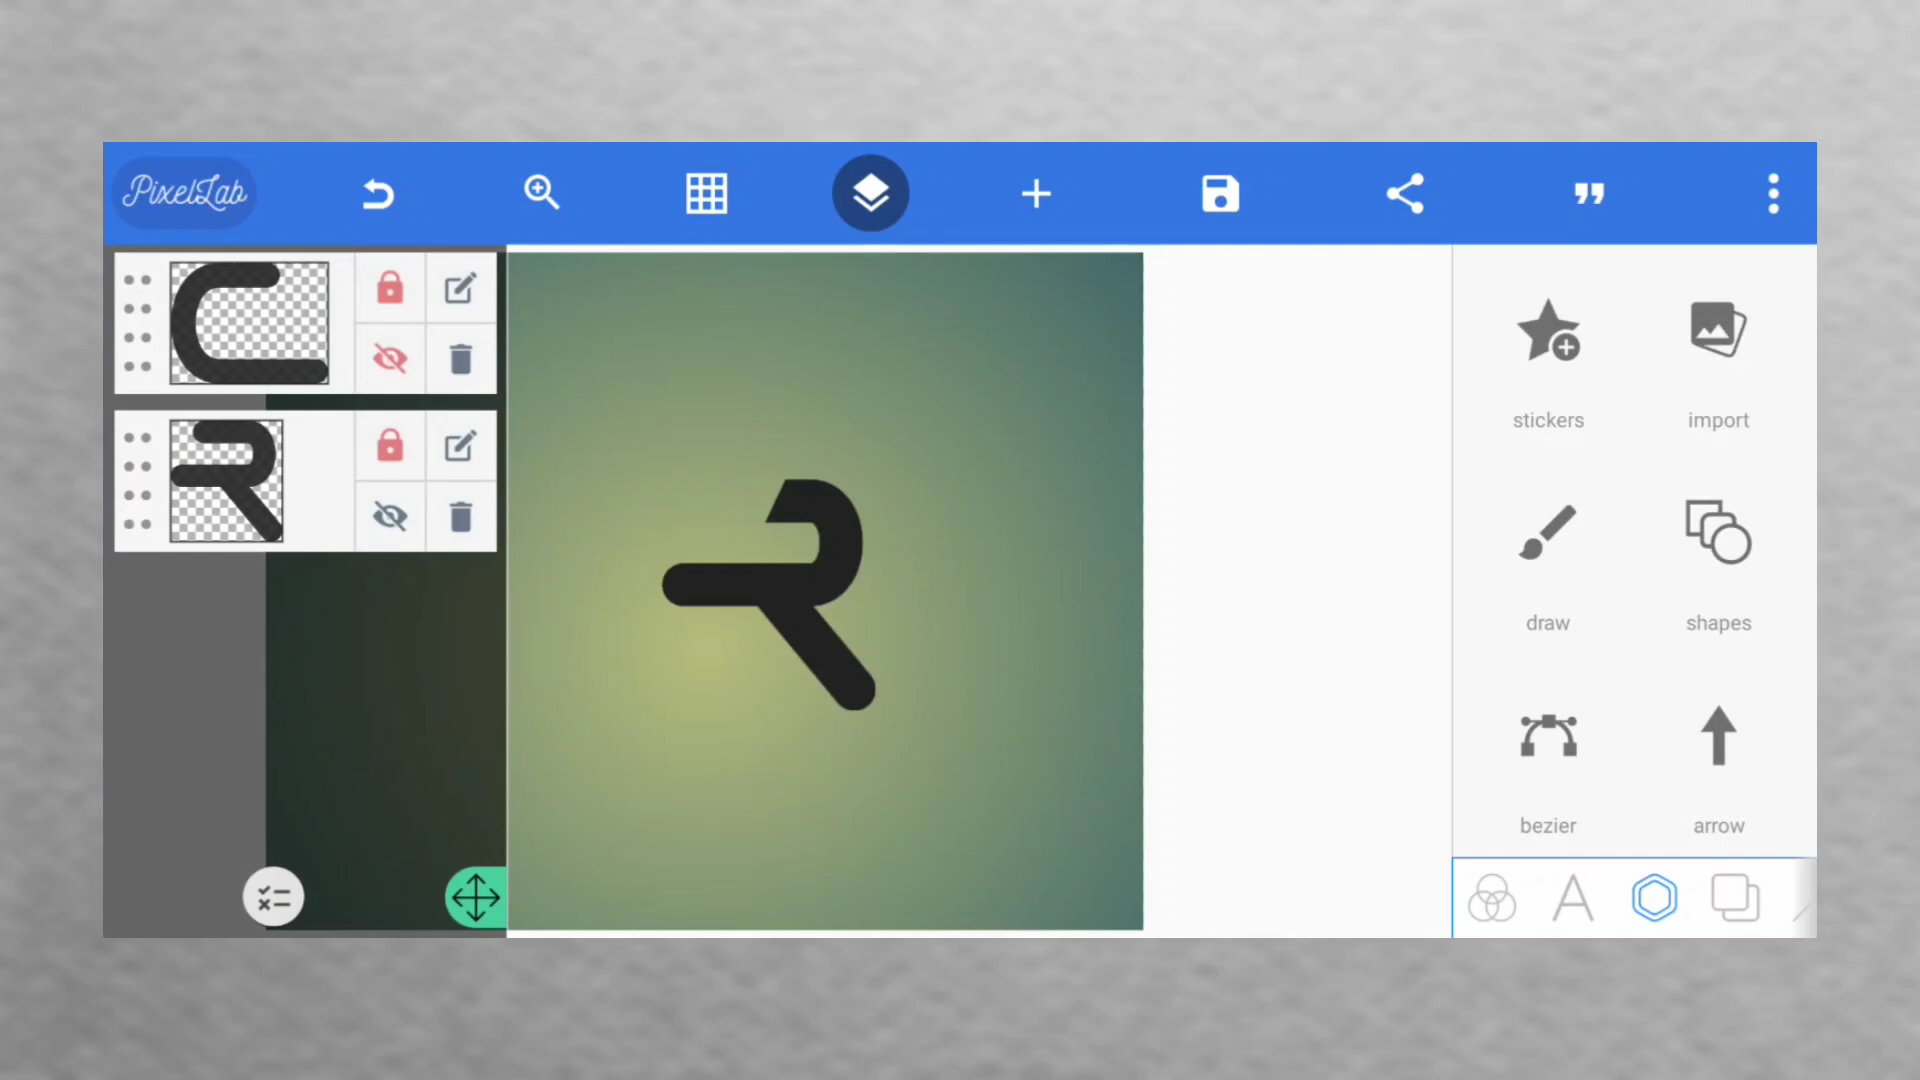 PixelLab
stickers
import
R
draw
shapes
bezier
arrow